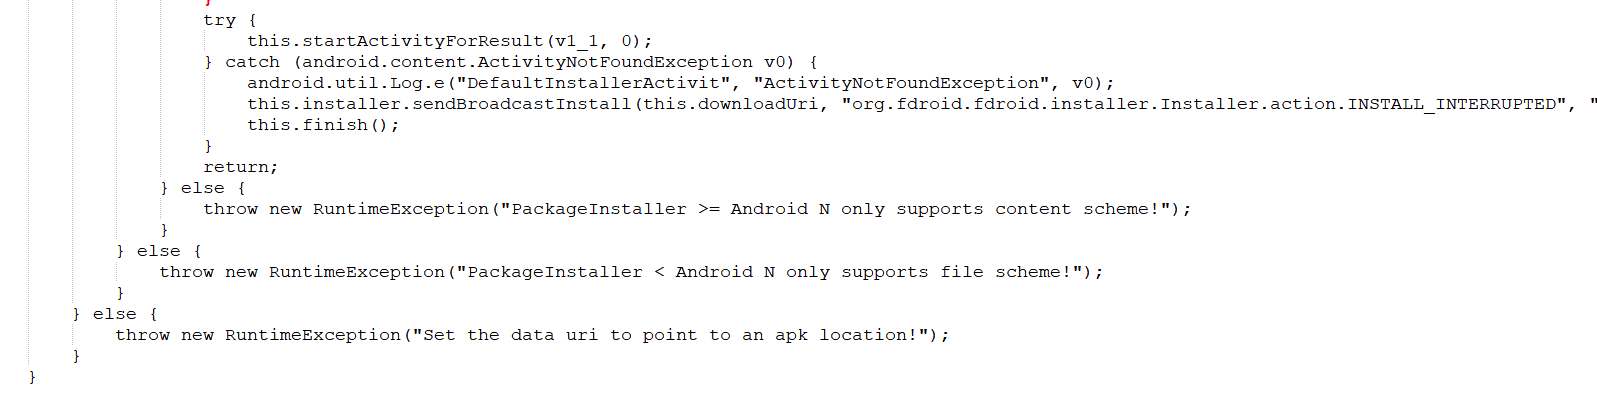 }
try {
this.startActivityForResult(v1_1, 0);
} catch (android.content.ActivityNotFoundException v0) {
android.util.Log.e("DefaultInstallerActivit", "ActivityNotFoundException", v0);
this.installer.sendBroadcastInstall(this.downloadUri, "org.fdroid.fdroid.installer.Installer.action.INSTALL_INTERRUPTED", "
this.finish();
}
return;
} else {
throw new RuntimeException("PackageInstaller >= Android N only supports content scheme!");
}
} else {
throw new RuntimeException("PackageInstaller < Android N only supports file scheme!");
}
} else {
throw new RuntimeException("Set the data uri to point to an apk location!");
}
}